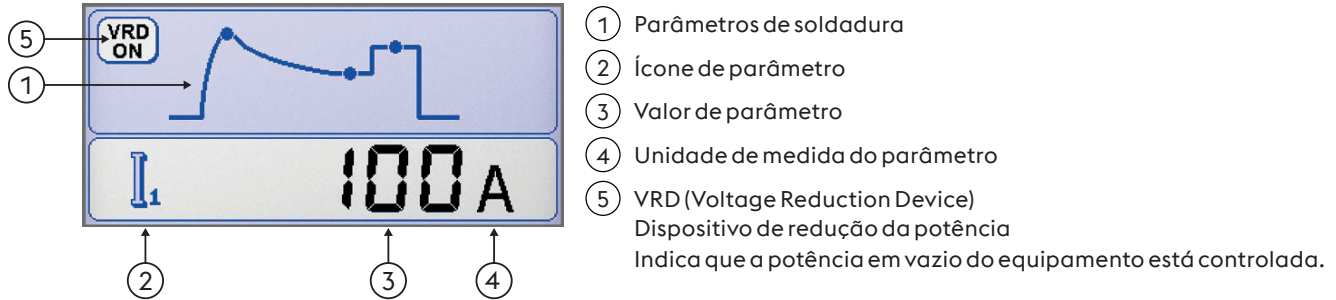 5
VRD
ON
1
I1
100 A
2
3
4
1 Parâmetros de soldadura
2 Ícone de parâmetro
3 Valor de parâmetro
4 Unidade de medida do parâmetro
5 VRD (Voltage Reduction Device)
Dispositivo de redução da potência
Indica que a potência em vazio do equipamento está controlada.